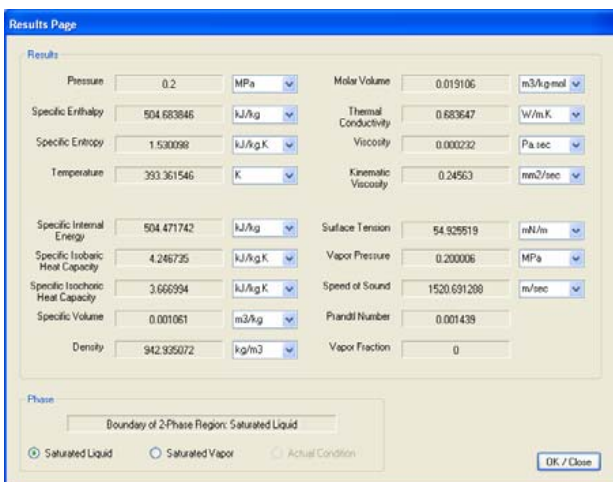 Results Page
Results
Pressure 0.2 MPa Molar Volume 0.019106 m3/kg-mol
Specific Enthalpy 504.683846 kJ/kg Thermal Conductivity 0.683647 W/m.K
Specific Entropy 1.530098 kJ/kg.K Viscosity 0.000232 Pa.sec
Temperature 393.361546 K Kinematic Viscosity 0.24563 mm2/sec
Specific Internal Energy 504.471742 kJ/kg Surface Tension 54.925519 mN/m
Specific Isobaric Heat Capacity 4.246735 kJ/kg.K Vapor Pressure 0.200006 MPa
Specific Isochoric Heat Capacity 3.666994 kJ/kg.K Speed of Sound 1520.691288 m/sec
Specific Volume 0.001061 m3/kg Prandtl Number 0.001439
Density 942.935072 kg/m3 Vapor Fraction 0
Phase
Boundary of 2-Phase Region: Saturated Liquid
Saturated Liquid Saturated Vapor Actual Condition
OK / Close